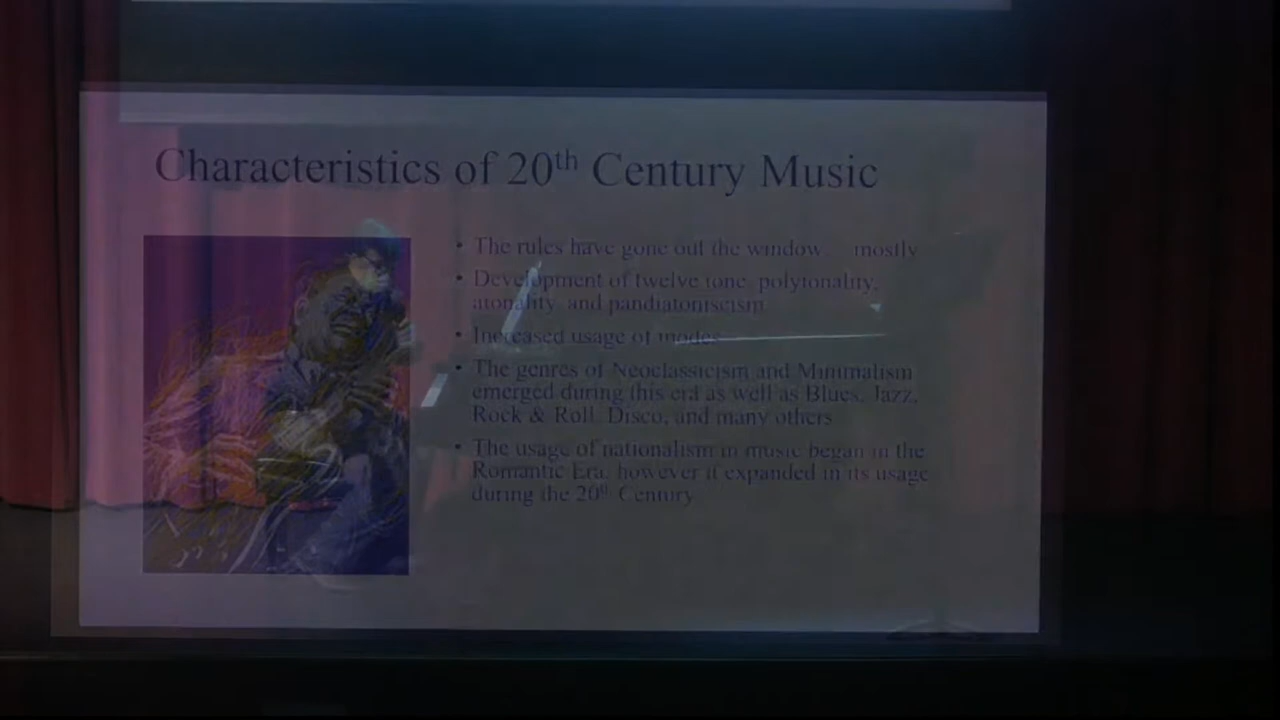 Characteristics of 20th Century Music
• The rules have gone out the window... mostly
• Development of twelve tone, polytonality,
atonality, and pandiatoniscism
• Increased usage of modes
• The genres of Neoclassicism and Minimalism
emerged during this era as well as Blues, Jazz,
Rock & Roll, Disco, and many others
• The usage of nationalism in music began in the
Romantic Era, however it expanded in its usage
during the 20th Century